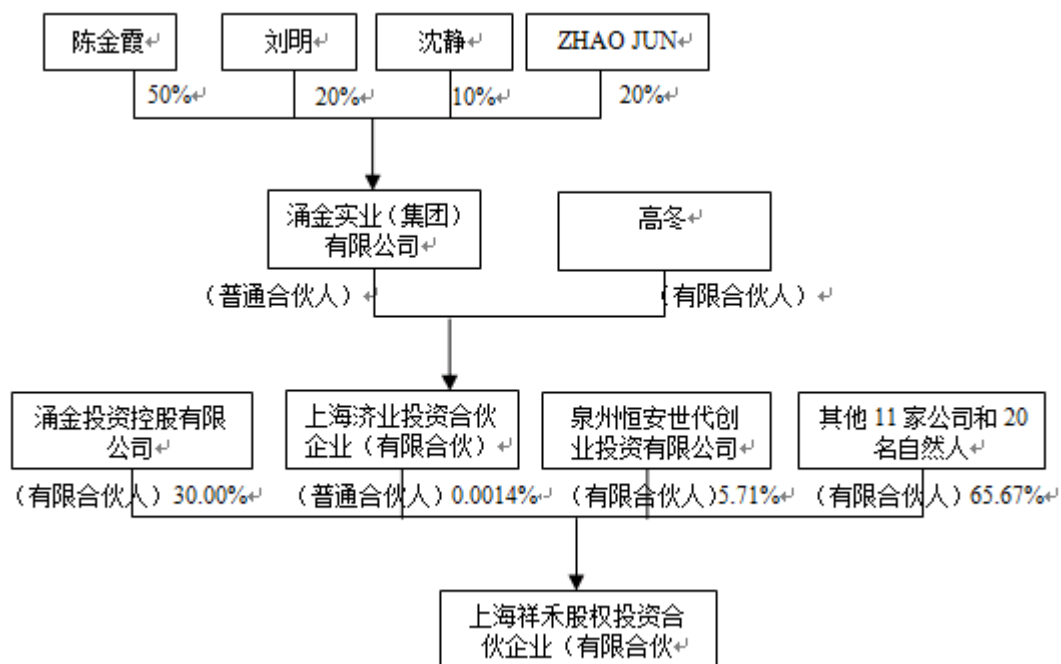 陈金霞↵
刘明↵
沈静↵
ZHAO JUN↵
50%↵
20%↵
10%↵
20%↵
涌金实业（集团）
有限公司↵
高冬↵
（普通合伙人）↵
（有限合伙人）↵
涌金投资控股有限
公司↵
上海济业投资合伙
企业（有限合伙）↵
泉州恒安世代创
业投资有限公司↵
其他 11 家公司和 20
名自然人↵
（有限合伙人）30.00%↵
（普通合伙人）0.0014%↵
（有限合伙人）5.71%↵
（有限合伙人）65.67%↵
上海祥禾股权投资合
伙企业（有限合伙↵